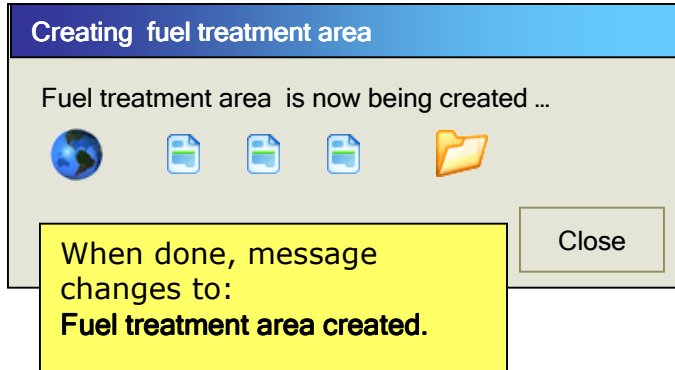 Creating fuel treatment area
Fuel treatment area is now being created ...
Close
When done, message
changes to:
Fuel treatment area created.